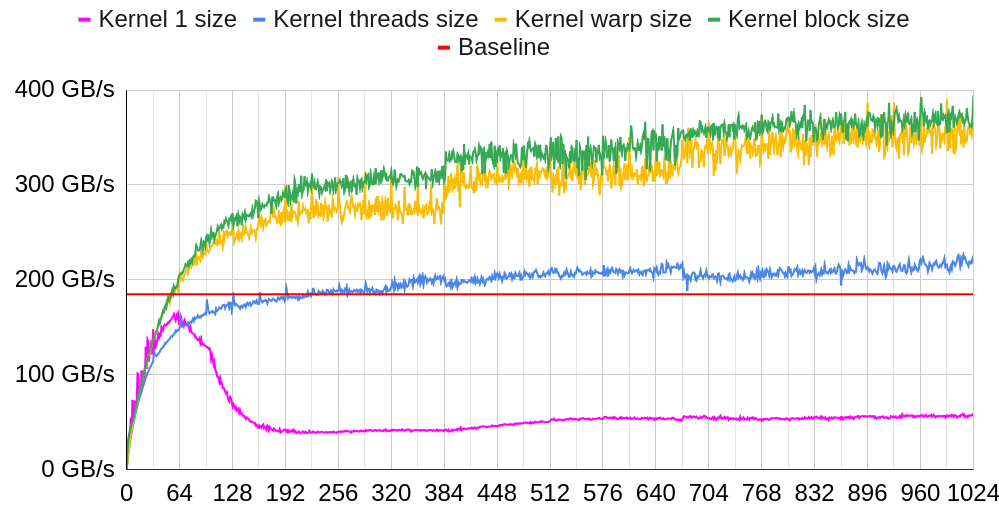 Kernel 1 size Kernel threads size Kernel warp size Kernel block size
Baseline
400 GB/s
300 GB/s
200 GB/s
100 GB/s
0 GB/s
0 64 128 192 256 320 384 448 512 576 640 704 768 832 896 960 1024